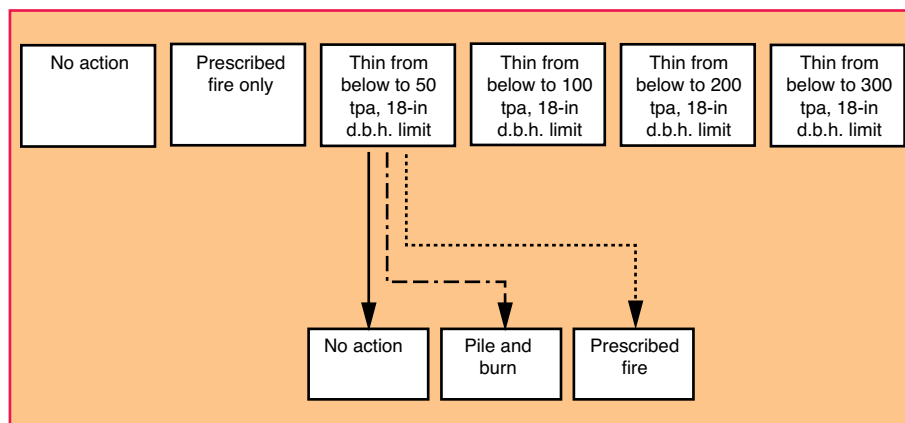 No action
Prescribed
fire only
Thin from
below to 50
tpa, 18-in
d.b.h. limit
Thin from
below to 100
tpa, 18-in
d.b.h. limit
Thin from
below to 200
tpa, 18-in
d.b.h. limit
Thin from
below to 300
tpa, 18-in
d.b.h. limit
No action
Pile and
burn
Prescribed
fire